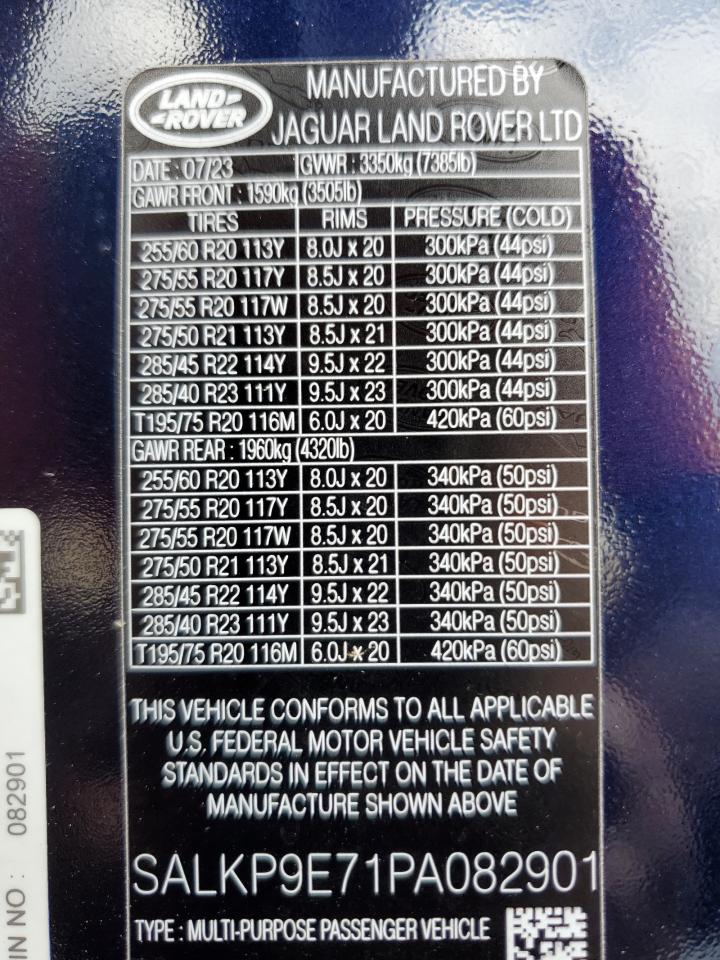 LAND-
-ROVER
MANUFACTURED BY
JAGUAR LAND ROVER LTD
DATE : 07/23 GVWR : 3350kg (7385lb)
GAWR FRONT : 1590kg (3505lb)
TIRES RIMS PRESSURE (COLD)
255/60 R20 113Y 8.0J x 20 300kPa (44psi)
275/55 R20 117Y 8.5J x 20 300kPa (44psi)
275/55 R20 117W 8.5J x 20 300kPa (44psi)
275/50 R21 113Y 8.5J x 21 300kPa (44psi)
285/45 R22 114Y 9.5J x 22 300kPa (44psi)
285/40 R23 111Y 9.5J x 23 300kPa (44psi)
T195/75 R20 116M 6.0J x 20 420kPa (60psi)
GAWR REAR : 1960kg (4320lb)
255/60 R20 113Y 8.0J x 20 340kPa (50psi)
275/55 R20 117Y 8.5J x 20 340kPa (50psi)
275/55 R20 117W 8.5J x 20 340kPa (50psi)
275/50 R21 113Y 8.5J x 21 340kPa (50psi)
285/45 R22 114Y 9.5J x 22 340kPa (50psi)
285/40 R23 111Y 9.5J x 23 340kPa (50psi)
T195/75 R20 116M 6.0J x 20 420kPa (60psi)
THIS VEHICLE CONFORMS TO ALL APPLICABLE
U.S. FEDERAL MOTOR VEHICLE SAFETY
STANDARDS IN EFFECT ON THE DATE OF
MANUFACTURE SHOWN ABOVE
SALKP9E71PA082901
TYPE : MULTI-PURPOSE PASSENGER VEHICLE
IN NO : 082901